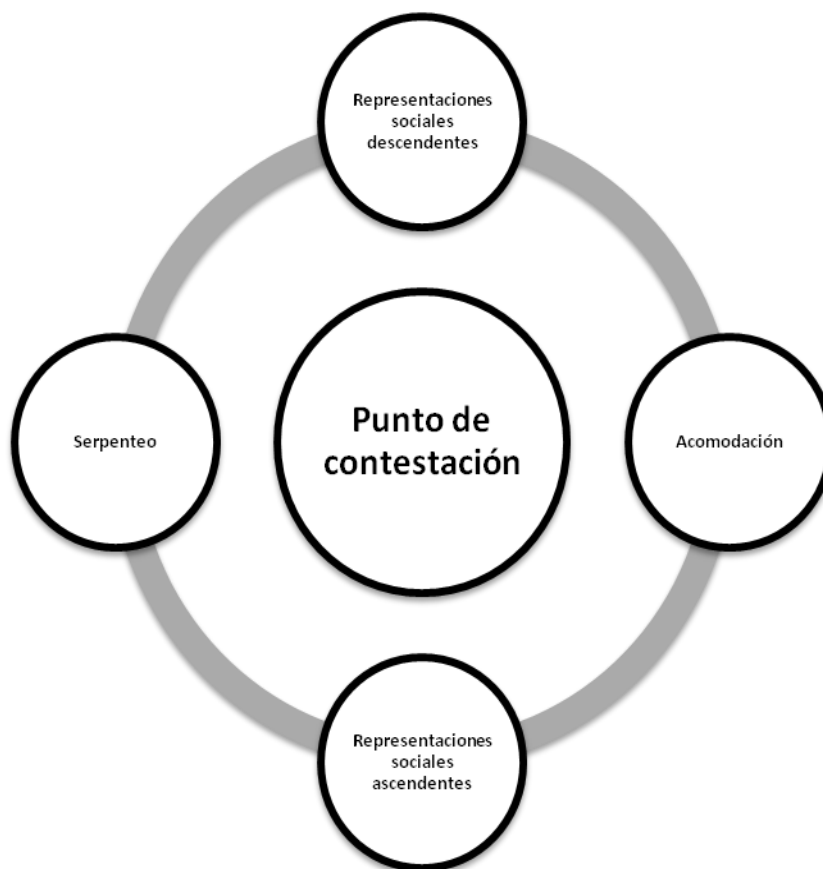 Representaciones
sociales
descendentes
Serpenteo
Punto de
contestación
Acomodación
Representaciones
sociales
ascendentes